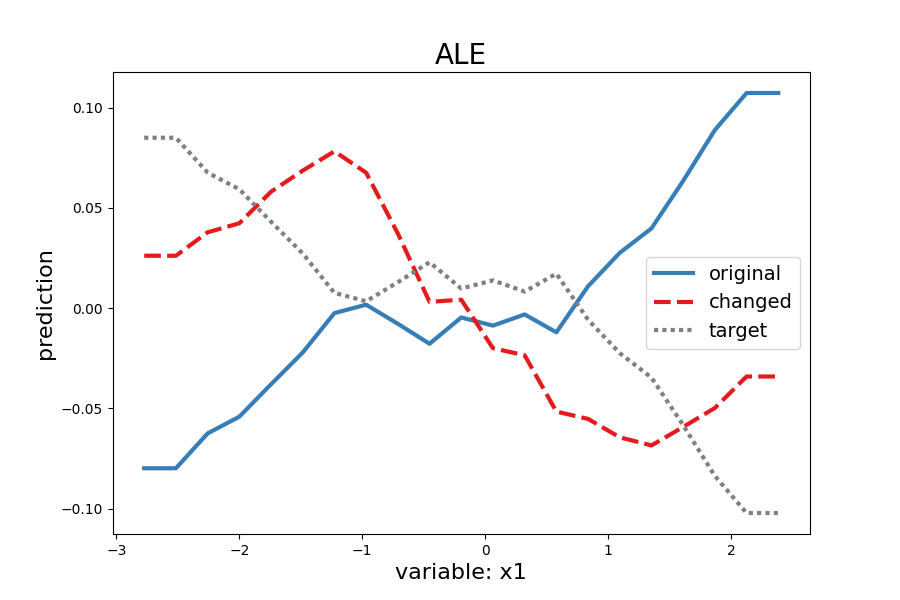 ALE
prediction
0.10
0.05
0.00
−0.05
−0.10
original
changed
target
−3
−2
−1
0
1
2
variable: x1